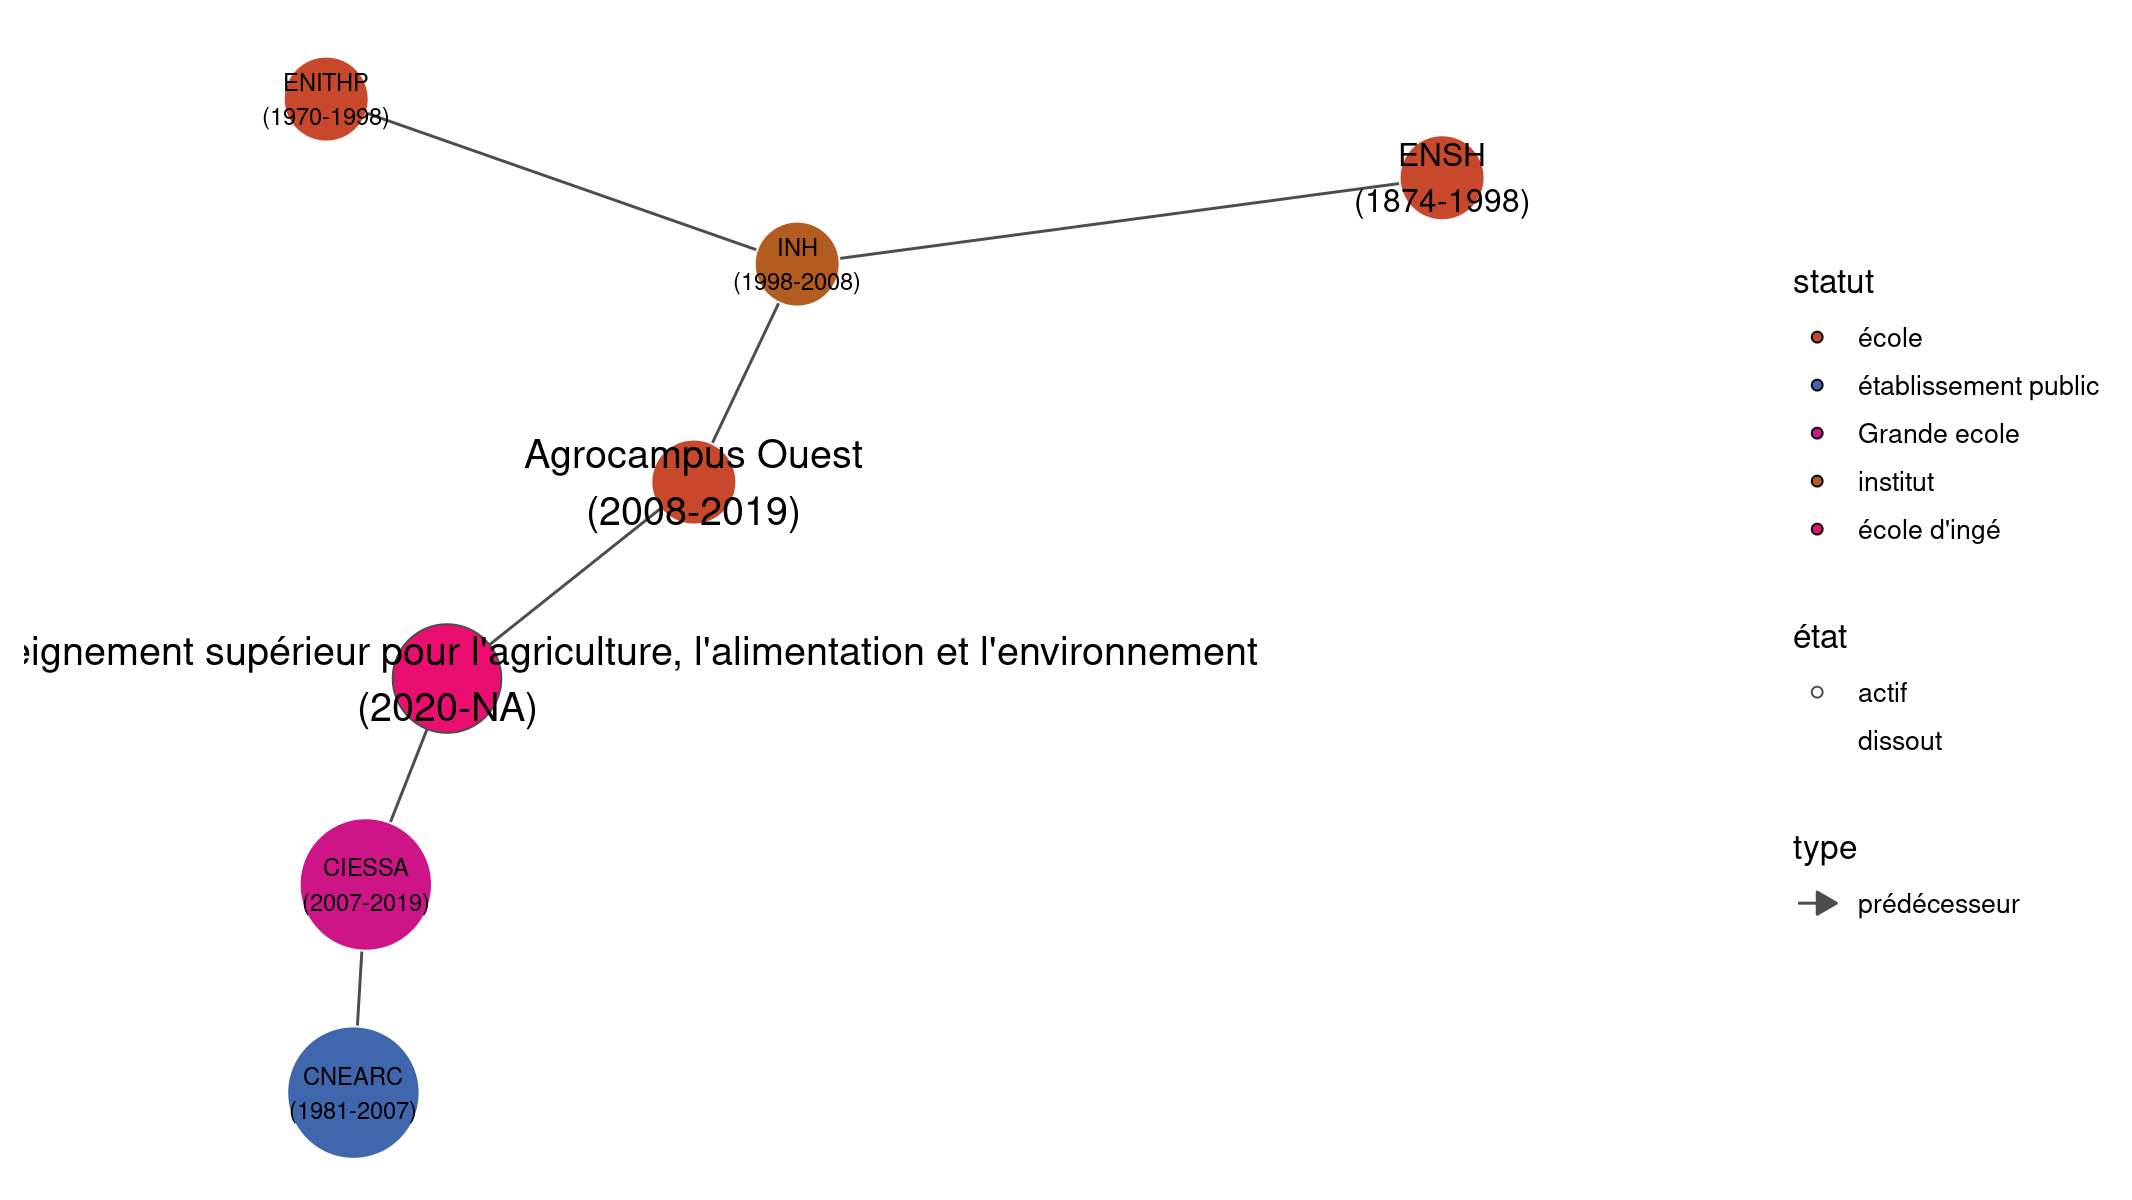 ENITHP
(1970-1998)
ENSH
(1874-1998)
INH
(1998-2008)
Agrocampus Ouest
(2008-2019)
supérieur pour l'agriculture, l'alimentation et l'environnement
(2020-NA)
CIESSA
(2007-2019)
CNEARC
(1981-2007)
statut
école
établissement public
Grande ecole
institut
école d'ingé
état
actif
dissout
type
prédécesseur